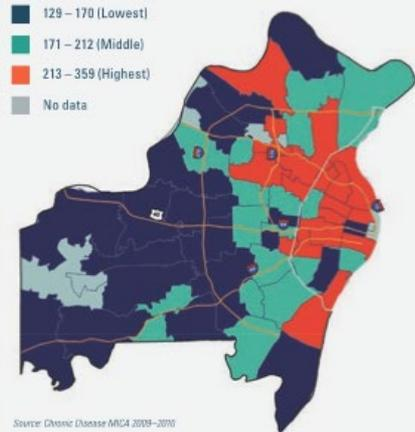 129 – 170 (Lowest)
171 – 212 (Middle)
213 – 359 (Highest)
No data
Source: Chronic Disease MICA 2009–2010